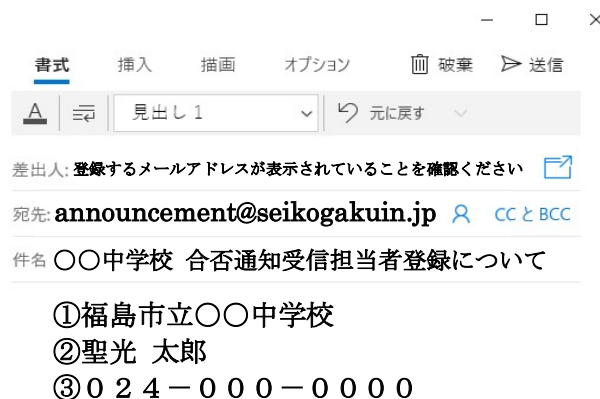 書式 挿入 描画 オプション 破棄 送信
A 見出し 1 元に戻す
差出人: 登録するメールアドレスが表示されていることを確認ください
宛先: announcement@seikogakuin.jp CC と BCC
件名 〇〇中学校 合否通知受信担当者登録について
①福島市立〇〇中学校
②聖光 太郎
③０２４－０００－００００